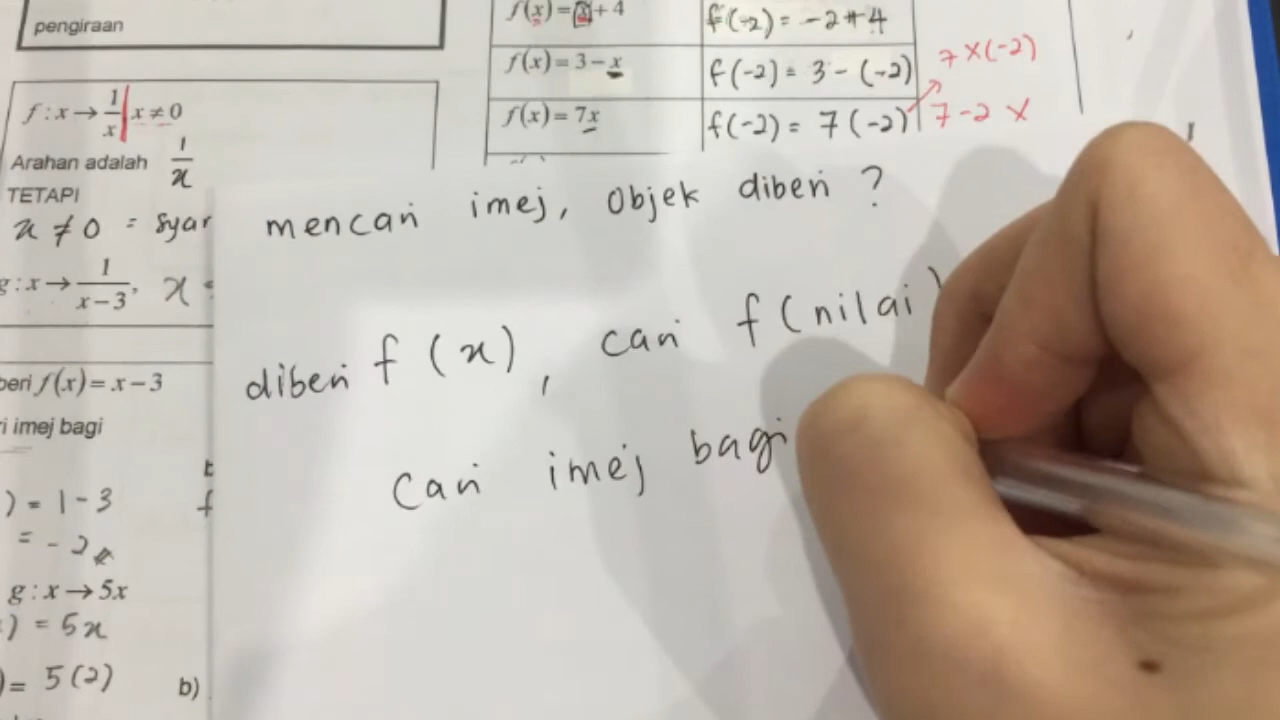 pengiraan
f : x → 1/x | x ≠ 0
Arahan adalah 1/x
TETAPI
x ≠ 0 = syar
g : x → 1/(x−3), x
beri f(x) = x − 3
i imej bagi
) = 1 - 3
= - 2
g : x → 5x
) = 5x
) = 5(2)
b)
f(x) = x + 4
f(-2) = -2 + 4
f(x) = 3 − x
f(-2) = 3 - (-2)
f(x) = 7x
f(-2) = 7(-2)
7 x (-2)
7 - 2 X
mencari imej, Objek diberi ?
diberi f(x), cari f(nilai)
Cari imej bagi